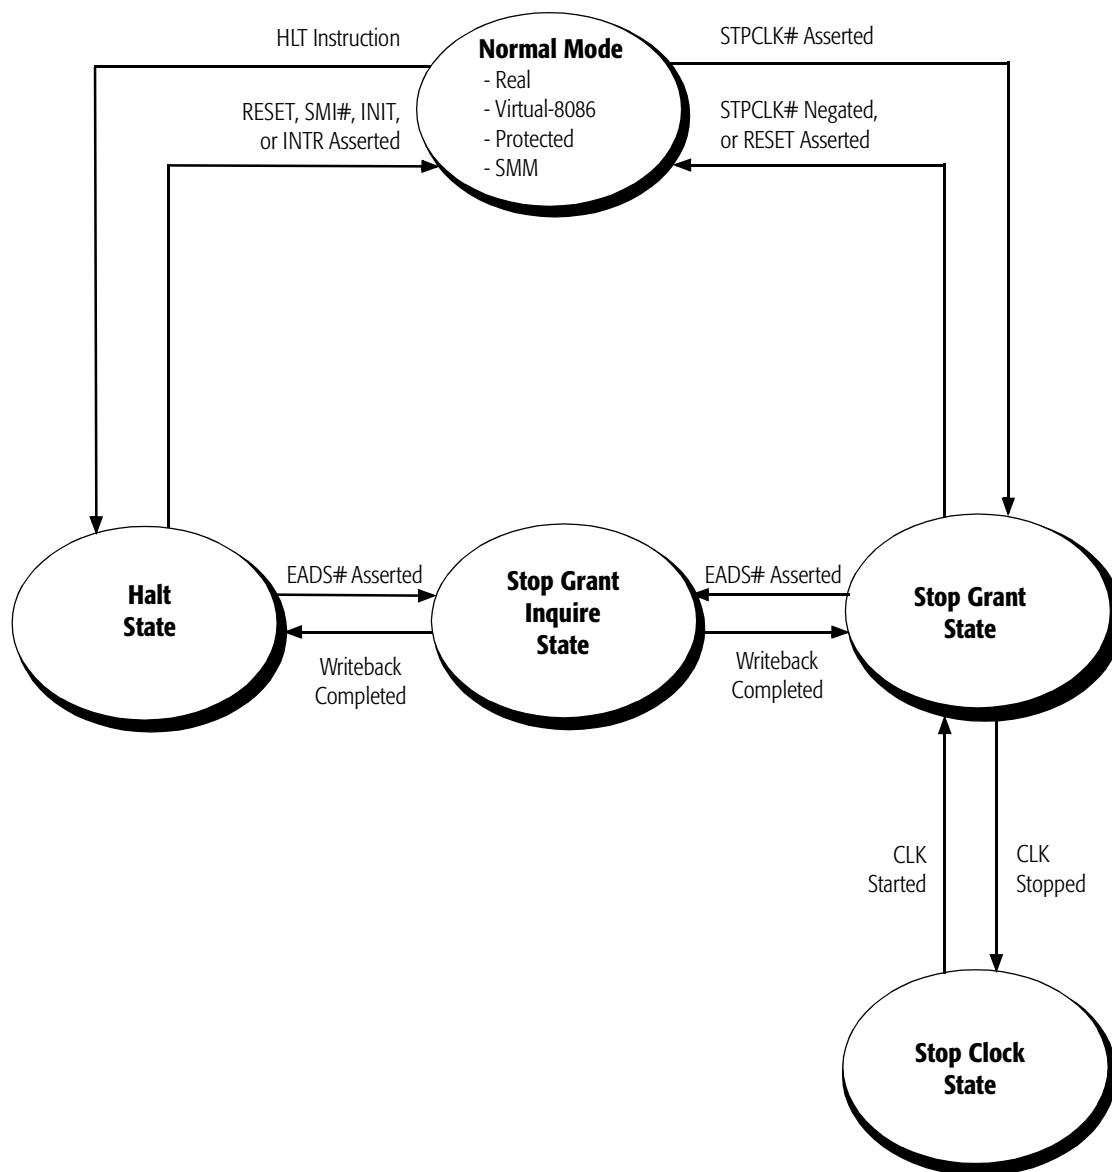 HLT Instruction
Normal Mode
- Real
- Virtual-8086
- Protected
- SMM
STPCLK# Asserted
RESET, SMI#, INIT,
or INTR Asserted
STPCLK# Negated,
or RESET Asserted
Halt
State
EADS# Asserted
Writeback
Completed
Stop Grant
Inquire
State
EADS# Asserted
Writeback
Completed
Stop Grant
State
CLK
Started
CLK
Stopped
Stop Clock
State